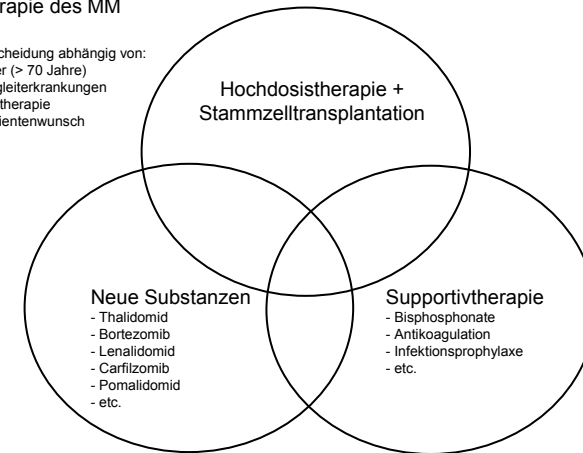 rapie des MM
cheidung abhängig von:
er (> 70 Jahre)
gleiterkrankungen
therapie
ientenwunsch
Hochdosistherapie +
Stammzelltransplantation
Neue Substanzen
- Thalidomid
- Bortezomib
- Lenalidomid
- Carfilzomib
- Pomalidomid
- etc.
Supportivtherapie
- Bisphosphonate
- Antikoagulation
- Infektionsprophylaxe
- etc.